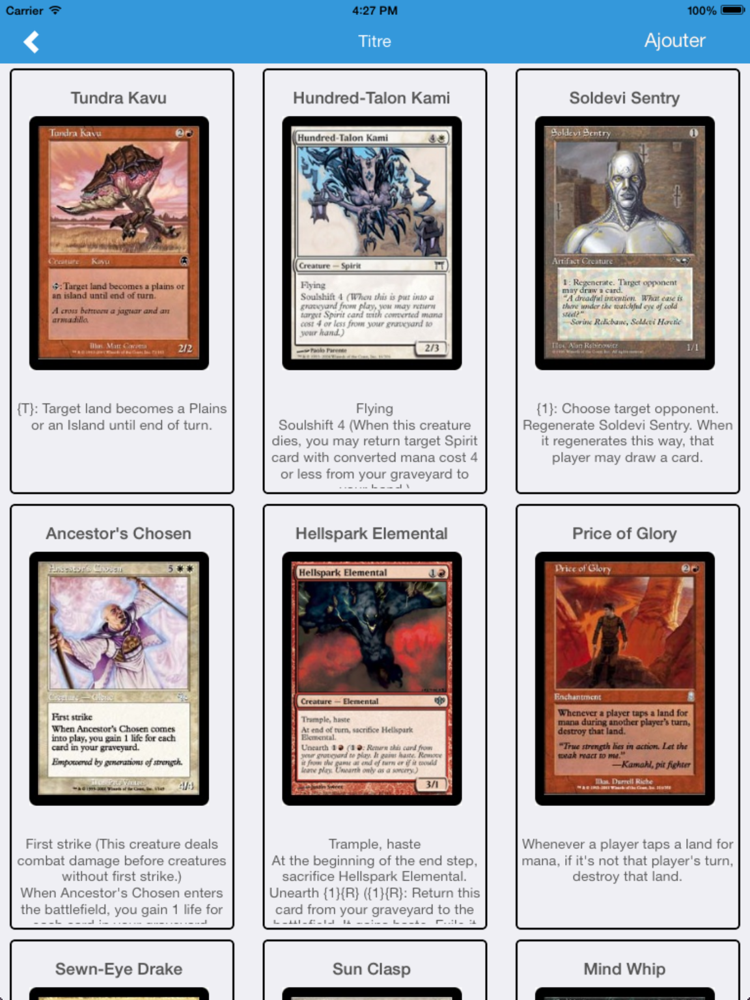 Carrier 4:27 PM 100%
Titre Ajouter
Tundra Kavu
Tundra Kavu 2
Creature Kavu
: Target land becomes a plains or
an island until end of turn.
A cross between a jaguar and an
armadillo.
Illus. Matt Cavotta
2/2
{T}: Target land becomes a Plains
or an Island until end of turn.
Hundred-Talon Kami
Hundred-Talon Kami 4
Creature — Spirit
Flying
Soulshift 4 (When this is put into a
graveyard from play, you may return
target Spirit card with converted mana
cost 4 or less from your graveyard to
your hand.)
2/3
Paolo Parente
Flying
Soulshift 4 (When this creature
dies, you may return target Spirit
card with converted mana cost 4
or less from your graveyard to
your hand.)
Soldevi Sentry
Soldevi Sentry 1
Artifact Creature
1: Regenerate. Target opponent
may draw a card.
"A dreadful invention. What ease is
there under the watchful eye of cold
steel?"
—Sorine Relicbane, Soldevi Heretic
Illus. Alan Rabinowitz
1/1
{1}: Choose target opponent.
Regenerate Soldevi Sentry. When
it regenerates this way, that
player may draw a card.
Ancestor's Chosen
Ancestor's Chosen 5
Creature — Cleric
First strike
When Ancestor's Chosen comes
into play, you gain 1 life for each
card in your graveyard.
Empowered by generations of strength.
4/4
First strike (This creature deals
combat damage before creatures
without first strike.)
When Ancestor's Chosen enters
the battlefield, you gain 1 life for
each card in your graveyard.
Hellspark Elemental
Hellspark Elemental 1
Creature — Elemental
Trample, haste
At end of turn, sacrifice Hellspark
Elemental.
Unearth 1 (1: Return this card from
your graveyard to play. It gains haste. Remove
it from the game at end of turn or if it would
leave play. Unearth only as a sorcery.)
3/1
Justin Sweet
Trample, haste
At the beginning of the end step,
sacrifice Hellspark Elemental.
Unearth {1}{R} ({1}{R}: Return this
card from your graveyard to the
battlefield. It gains haste. Exile it
Price of Glory
Price of Glory 2
Enchantment
Whenever a player taps a land for
mana during another player's turn,
destroy that land.
"True strength lies in action. Let the
weak react to me."
—Kamahl, pit fighter
Illus. Darrell Riche
Whenever a player taps a land for
mana, if it's not that player's turn,
destroy that land.
Sewn-Eye Drake
Sun Clasp
Mind Whip